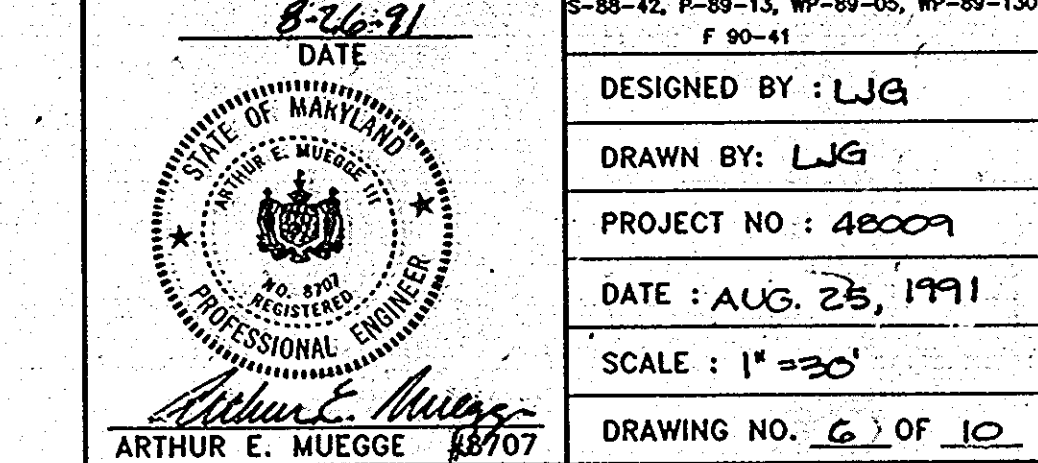 8-26-91
DATE
STATE OF MARYLAND
ARTHUR E. MUEGGE III
NO. 8707
REGISTERED
PROFESSIONAL ENGINEER
Arthur E. Muegge
ARTHUR E. MUEGGE #8707
S-88-42, P-89-13, WP-89-05, WP-89-130
F 90-41
DESIGNED BY : LJG
DRAWN BY: LJG
PROJECT NO : 48009
DATE : AUG. 25, 1991
SCALE : 1" = 30'
DRAWING NO. 6 OF 10